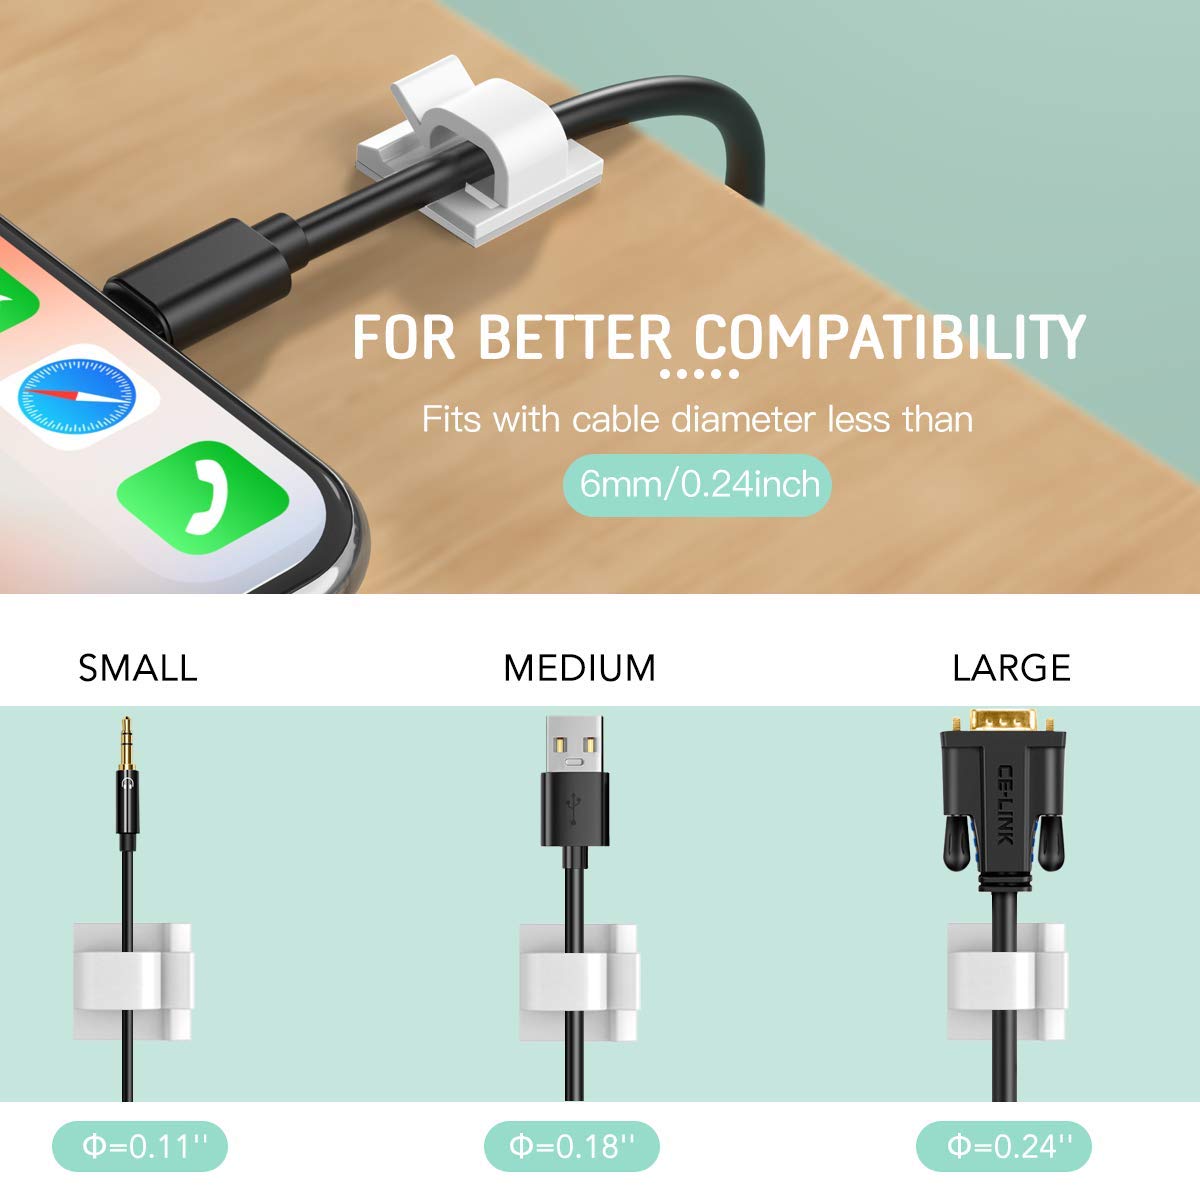 FOR BETTER COMPATIBILITY
Fits with cable diameter less than
6mm/0.24inch
SMALL
MEDIUM
LARGE
CE-LINK
Φ=0.11''
Φ=0.18''
Φ=0.24''